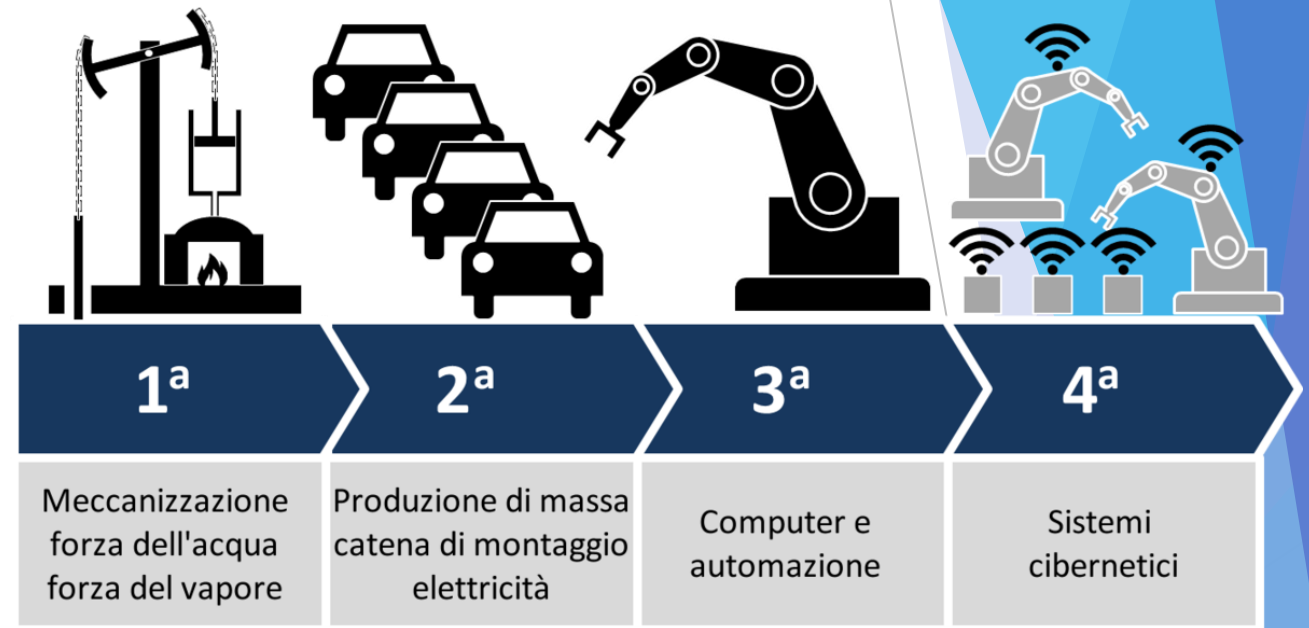 1ª
2ª
3ª
4ª
Meccanizzazione
forza dell'acqua
forza del vapore
Produzione di massa
catena di montaggio
elettricità
Computer e
automazione
Sistemi
cibernetici